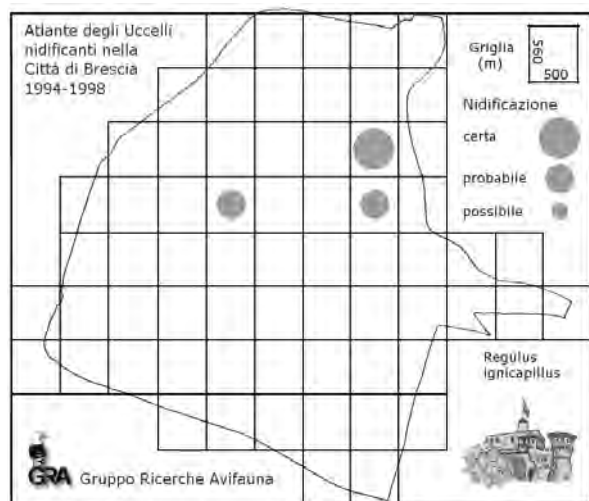 Atlante degli Uccelli
nidificanti nella
Città di Brescia
1994-1998
Griglia
(m)
560
500
Nidificazione
certa
probabile
possibile
Regulus
ignicapillus
GRA Gruppo Ricerche Avifauna